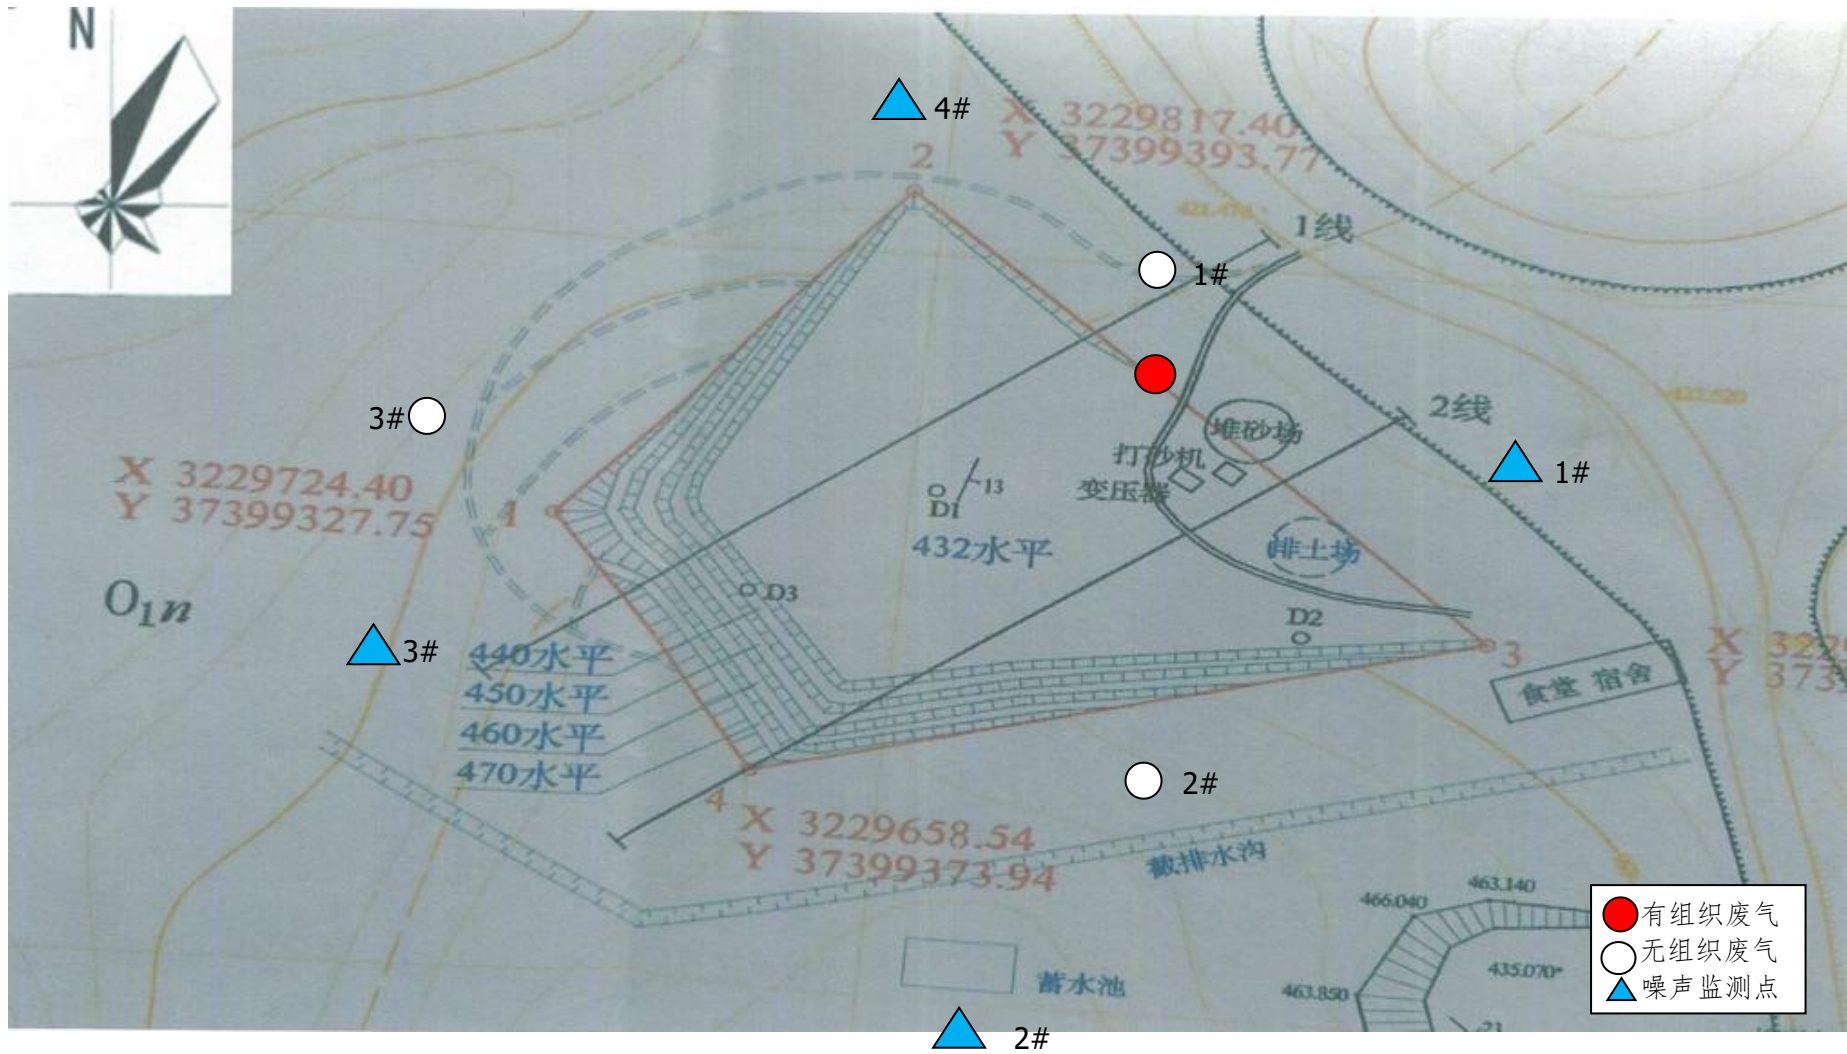 N
4#
X 3229817.40
Y 37399393.77
2
1线
1#
3#
2线
堆砂场
打砂机
变压器
1#
X 3229724.40
Y 37399327.75
1
13
D1
432水平
排土场
O₁n
D3
D2
3
3#
440水平
450水平
460水平
470水平
食堂 宿舍
4
X 3229658.54
Y 37399373.94
2#
截排水沟
466.040
463.140
435.070
463.850
23
蓄水池
2#
有组织废气
无组织废气
噪声监测点